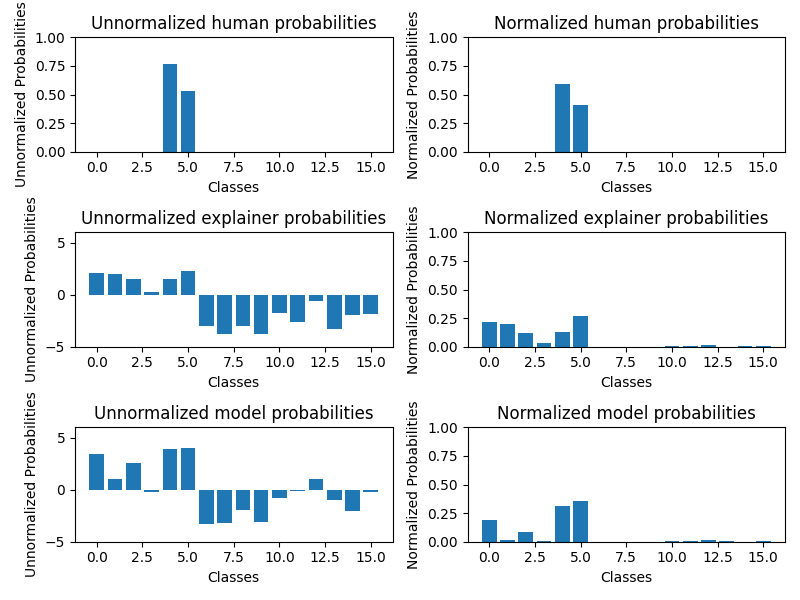 Unnormalized human probabilities
Unnormalized Probabilities
1.00
0.75
0.50
0.25
0.00
0.0 2.5 5.0 7.5 10.0 12.5 15.0
Classes
Normalized human probabilities
Normalized Probabilities
1.00
0.75
0.50
0.25
0.00
0.0 2.5 5.0 7.5 10.0 12.5 15.0
Classes
Unnormalized explainer probabilities
Unnormalized Probabilities
5
0
−5
0.0 2.5 5.0 7.5 10.0 12.5 15.0
Classes
Normalized explainer probabilities
Normalized Probabilities
1.00
0.75
0.50
0.25
0.00
0.0 2.5 5.0 7.5 10.0 12.5 15.0
Classes
Unnormalized model probabilities
Unnormalized Probabilities
5
0
−5
0.0 2.5 5.0 7.5 10.0 12.5 15.0
Classes
Normalized model probabilities
Normalized Probabilities
1.00
0.75
0.50
0.25
0.00
0.0 2.5 5.0 7.5 10.0 12.5 15.0
Classes